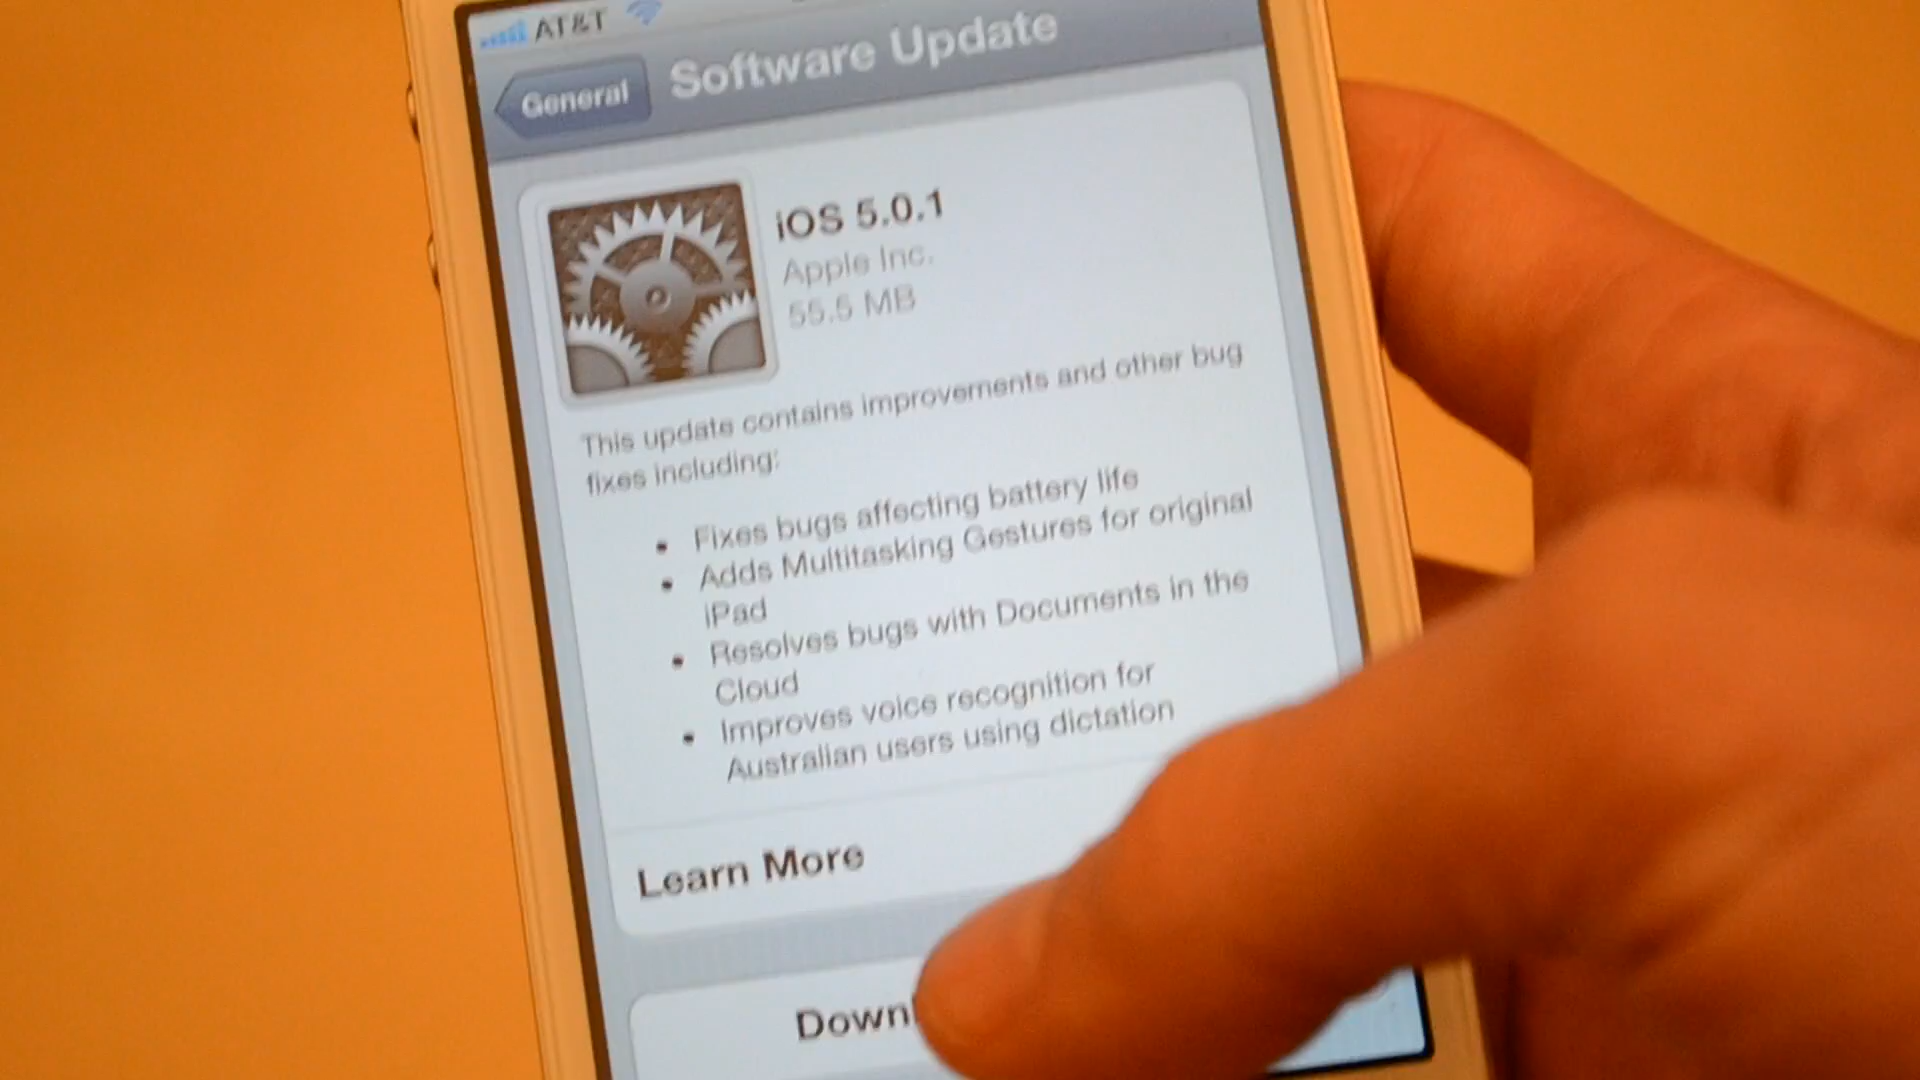 AT&T
General
Software Update
iOS 5.0.1
Apple Inc.
55.5 MB
This update contains improvements and other bug
fixes including:
• Fixes bugs affecting battery life
• Adds Multitasking Gestures for original
iPad
• Resolves bugs with Documents in the
Cloud
• Improves voice recognition for
Australian users using dictation
Learn More
Down